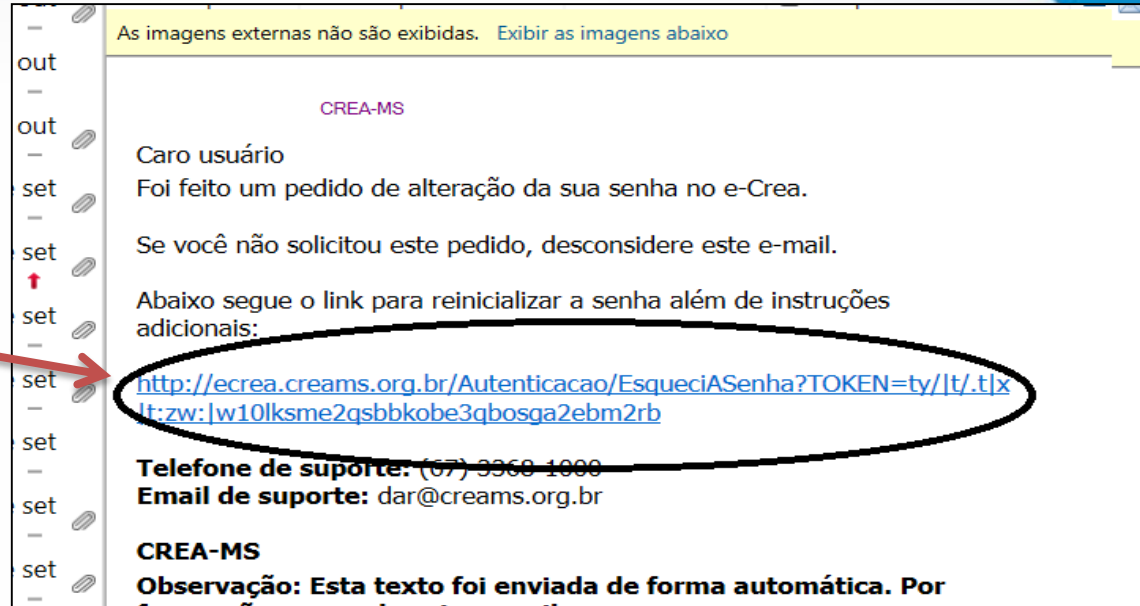 out
As imagens externas não são exibidas. Exibir as imagens abaixo
out
CREA-MS
out
Caro usuário
set
Foi feito um pedido de alteração da sua senha no e-Crea.
set
Se você não solicitou este pedido, desconsidere este e-mail.
set
Abaixo segue o link para reinicializar a senha além de instruções
adicionais:
set
http://ecrea.creams.org.br/Autenticacao/EsqueciASenha?TOKEN=ty/|t/.t|x
|t:zw:|w10lksme2qsbbkobe3qbosga2ebm2rb
set
Telefone de suporte: (67) 3368-1000
Email de suporte: dar@creams.org.br
set
CREA-MS
set
Observação: Esta texto foi enviada de forma automática. Por